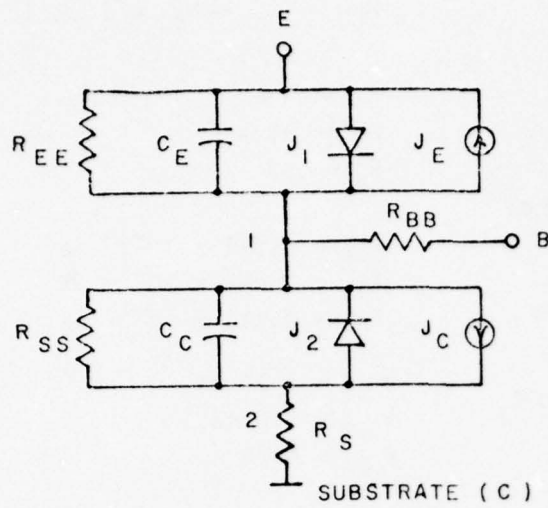 E
R EE
C E
J 1
J E
R BB
1
B
R SS
C C
J 2
J C
2
R S
SUBSTRATE (C)